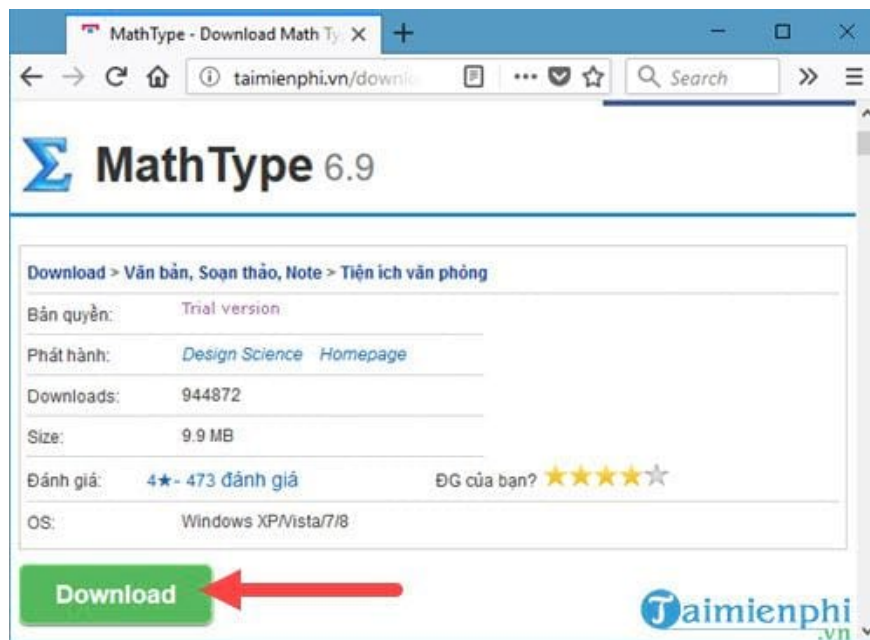 MathType - Download Math Ty
taimienphi.vn/downlo
Search
MathType 6.9
Download > Văn bản, Soạn thảo, Note > Tiện ích văn phòng
Bản quyền: Trial version
Phát hành: Design Science Homepage
Downloads: 944872
Size: 9.9 MB
Đánh giá: 4★- 473 đánh giá ĐG của bạn?
OS: Windows XP/Vista/7/8
Download
Taimienphi
.vn